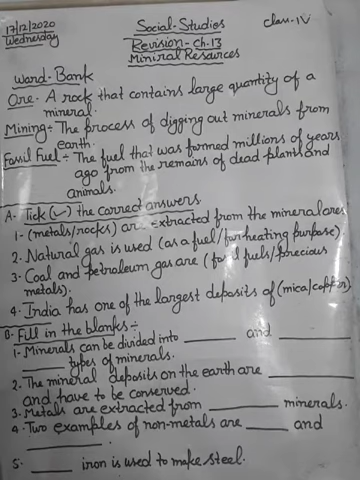 17/12/2020 Social-Studies Class-IV
Wednesday Revision-Ch.13
Miniral Resources
Word-Bank
Ore- A rock that contains large quantity of a
mineral.
Mining÷ The process of digging out minerals from
earth.
Fossil Fuel÷ The fuel that was formed millions of years
ago from the remains of dead plants and
animals.
A. Tick (✓) the correct answers.
1- (metals/rocks) are extracted from the mineral ores
2. Natural gas is used (as a fuel/for heating purpose)
3. Coal and petroleum gas are (fossil fuels/precious
metals).
4. India has one of the largest deposits of (mica/copper)
B- Fill in the blanks÷
1. Minerals can be divided into ______ and ______
______ types of minerals.
2. The mineral deposits on the earth are ______
and have to be conserved.
3. Metals are extracted from ______ minerals.
4. Two examples of non-metals are ______ and
______.
5. ______ iron is used to make steel.